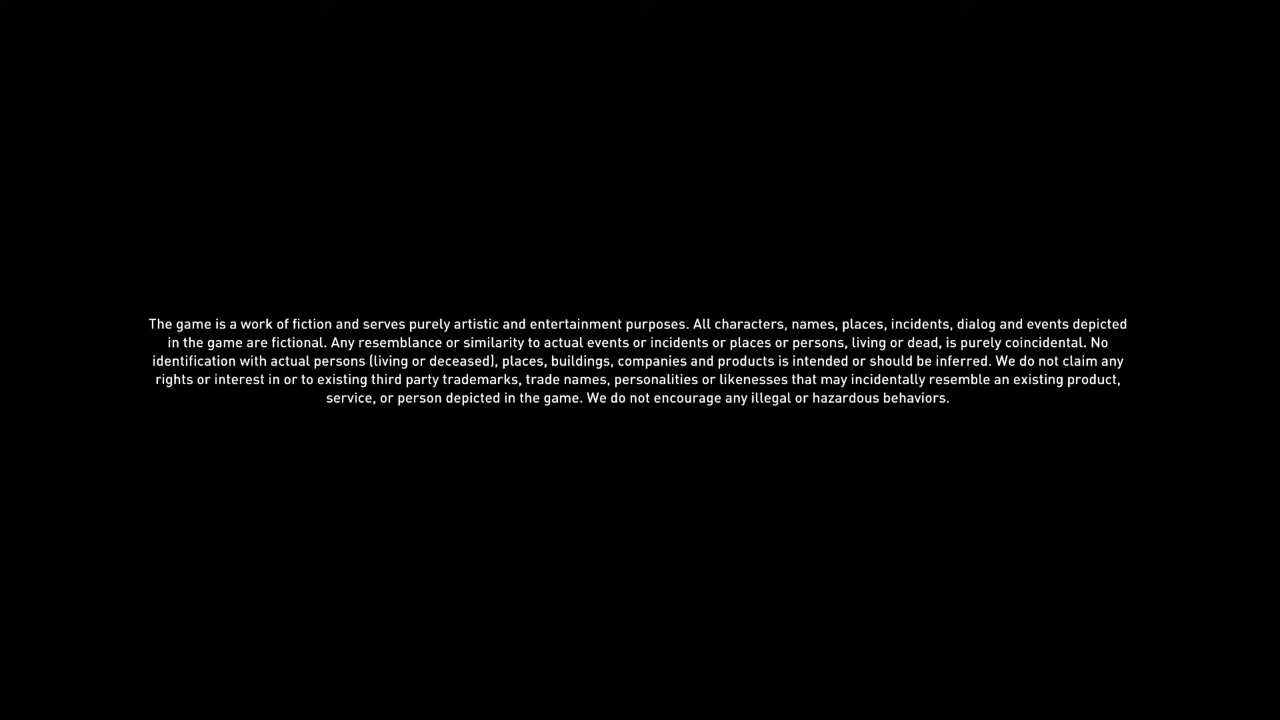 The game is a work of fiction and serves purely artistic and entertainment purposes. All characters, names, places, incidents, dialog and events depicted
in the game are fictional. Any resemblance or similarity to actual events or incidents or places or persons, living or dead, is purely coincidental. No
identification with actual persons (living or deceased), places, buildings, companies and products is intended or should be inferred. We do not claim any
rights or interest in or to existing third party trademarks, trade names, personalities or likenesses that may incidentally resemble an existing product,
service, or person depicted in the game. We do not encourage any illegal or hazardous behaviors.